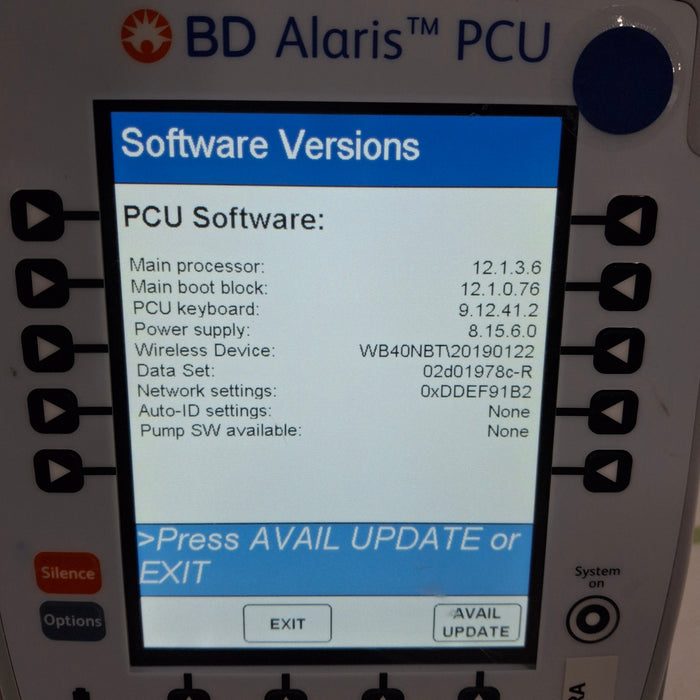 BD Alaris™ PCU
Software Versions
PCU Software:
Main processor: 12.1.3.6
Main boot block: 12.1.0.76
PCU keyboard: 9.12.41.2
Power supply: 8.15.6.0
Wireless Device: WB40NBT\20190122
Data Set: 02d01978c-R
Network settings: 0xDDEF91B2
Auto-ID settings: None
Pump SW available: None
>Press AVAIL UPDATE or
EXIT
Silence
Options
EXIT
AVAIL
UPDATE
System
on